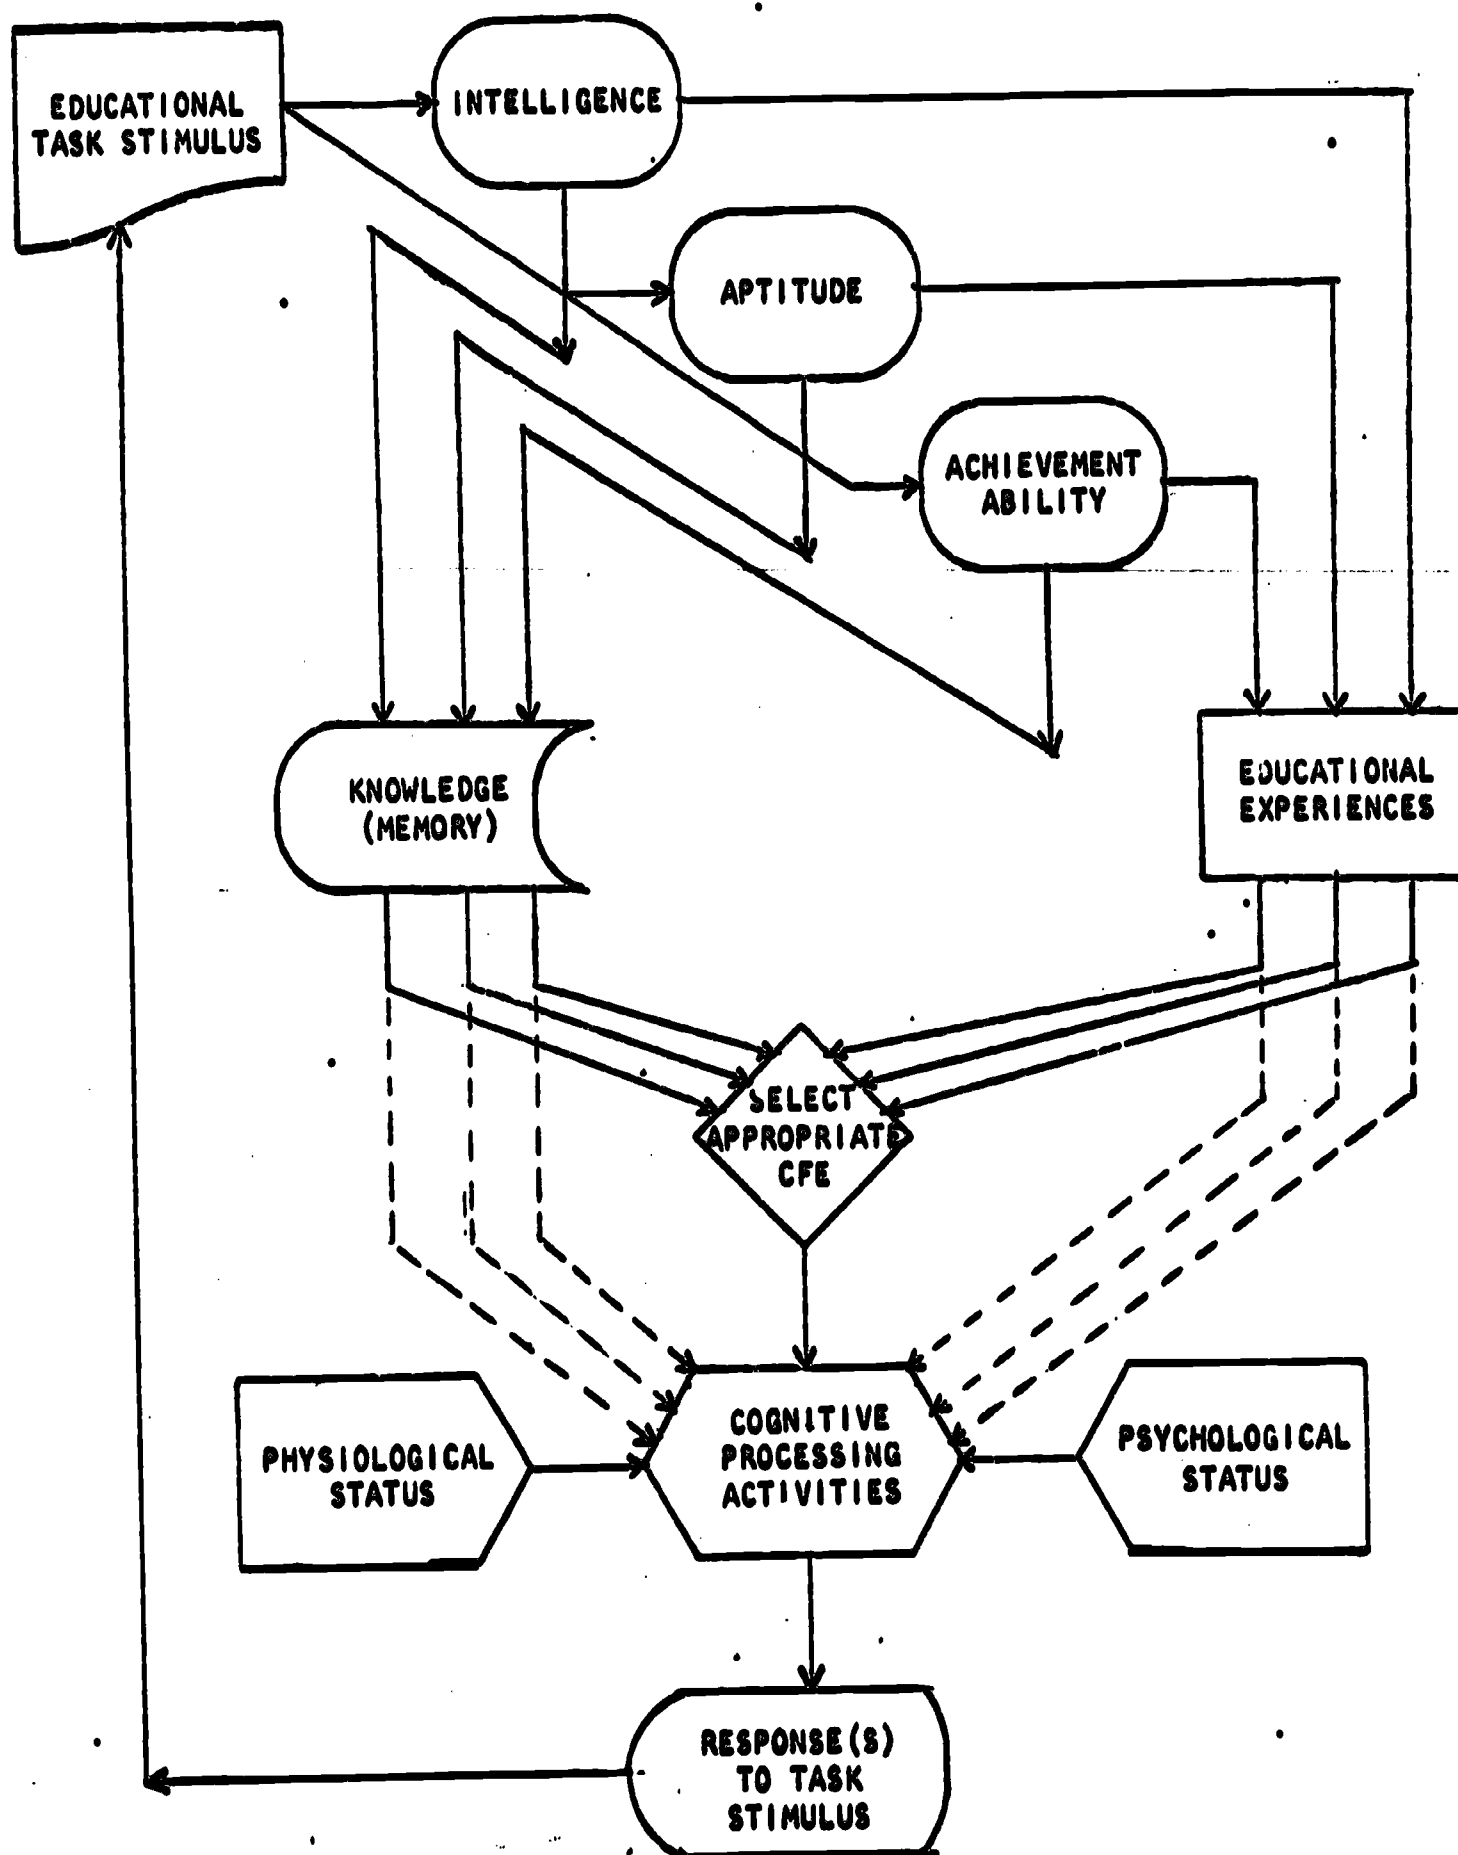 EDUCATIONAL
TASK STIMULUS
INTELLIGENCE
APTITUDE
ACHIEVEMENT
ABILITY
KNOWLEDGE
(MEMORY)
EDUCATIONAL
EXPERIENCES
SELECT
APPROPRIATE
CFE
PHYSIOLOGICAL
STATUS
COGNITIVE
PROCESSING
ACTIVITIES
PSYCHOLOGICAL
STATUS
RESPONSE(S)
TO TASK
STIMULUS